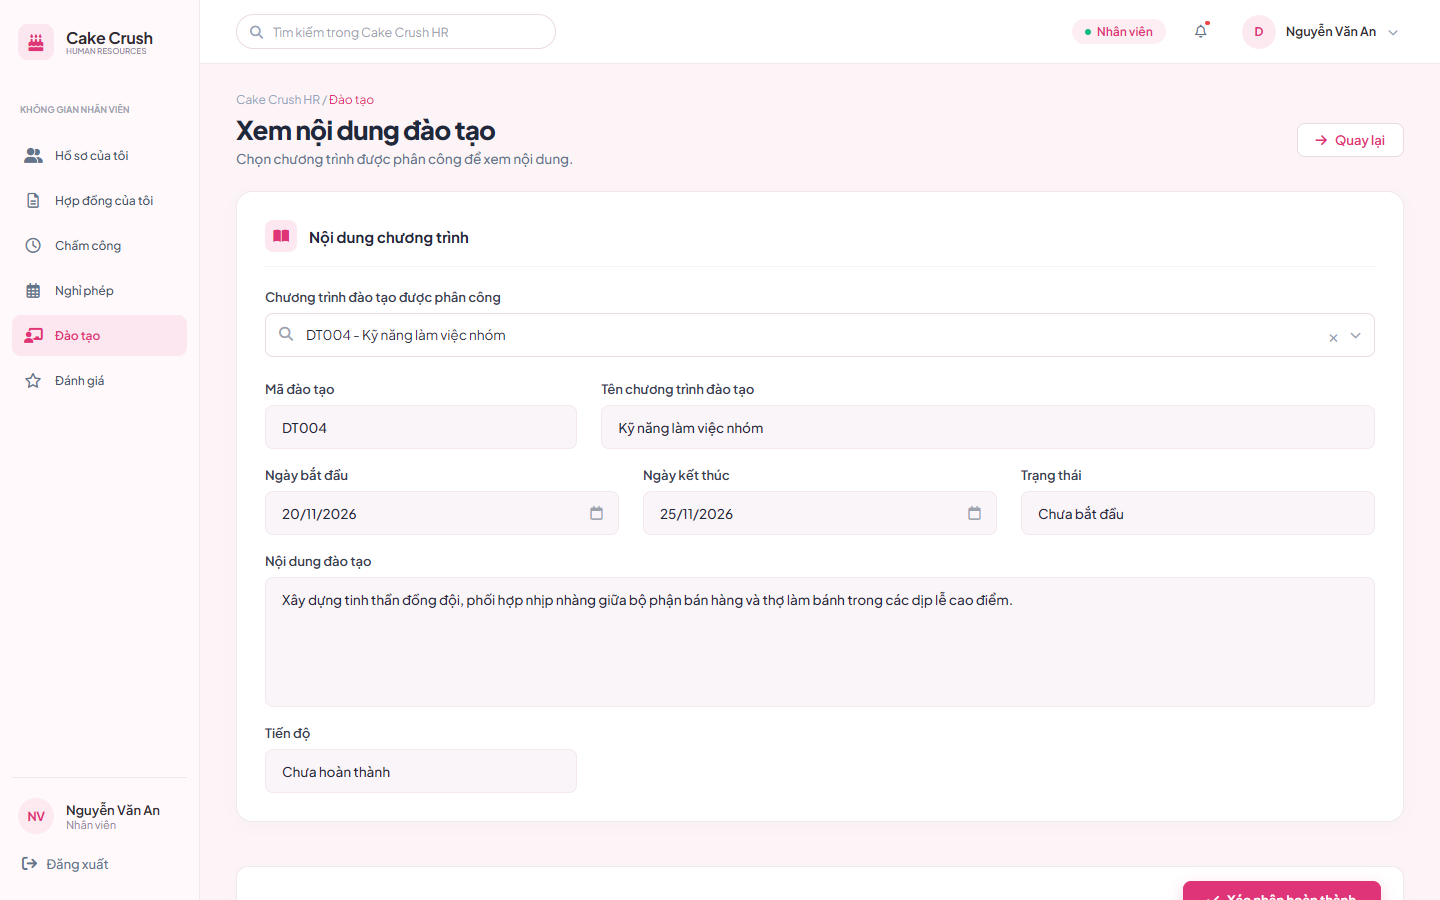 Cake Crush
HUMAN RESOURCES
KHÔNG GIAN NHÂN VIÊN
Hồ sơ của tôi
Hợp đồng của tôi
Chấm công
Nghỉ phép
Đào tạo
Đánh giá
NV
Nguyễn Văn An
Nhân viên
Đăng xuất
Tìm kiếm trong Cake Crush HR
Nhân viên
D
Nguyễn Văn An
Cake Crush HR / Đào tạo
Xem nội dung đào tạo
Chọn chương trình được phân công để xem nội dung.
Quay lại
Nội dung chương trình
Chương trình đào tạo được phân công
DT004 - Kỹ năng làm việc nhóm
Mã đào tạo
Tên chương trình đào tạo
DT004
Kỹ năng làm việc nhóm
Ngày bắt đầu
Ngày kết thúc
Trạng thái
20/11/2026
25/11/2026
Chưa bắt đầu
Nội dung đào tạo
Xây dựng tinh thần đồng đội, phối hợp nhịp nhàng giữa bộ phận bán hàng và thợ làm bánh trong các dịp lễ cao điểm.
Tiến độ
Chưa hoàn thành
Xác nhận hoàn thành